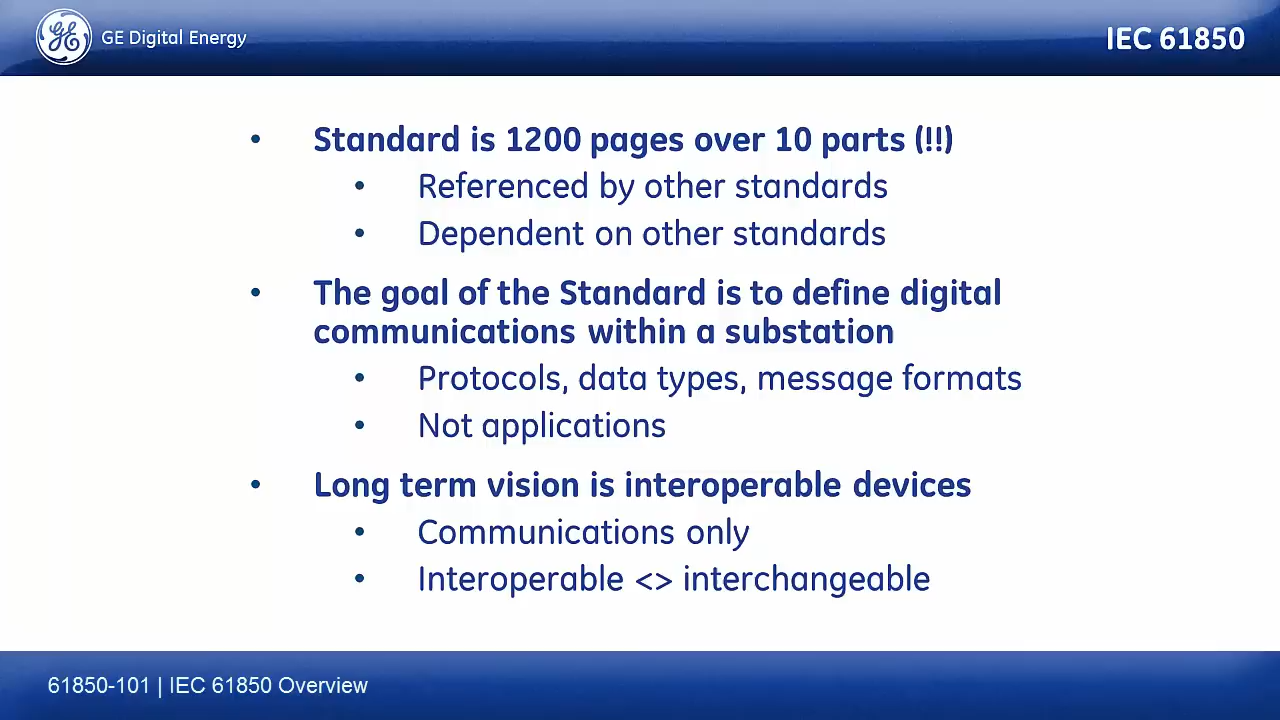 GE GE Digital Energy
IEC 61850
• Standard is 1200 pages over 10 parts (!!)
• Referenced by other standards
• Dependent on other standards
• The goal of the Standard is to define digital
communications within a substation
• Protocols, data types, message formats
• Not applications
• Long term vision is interoperable devices
• Communications only
• Interoperable <> interchangeable
61850-101 | IEC 61850 Overview